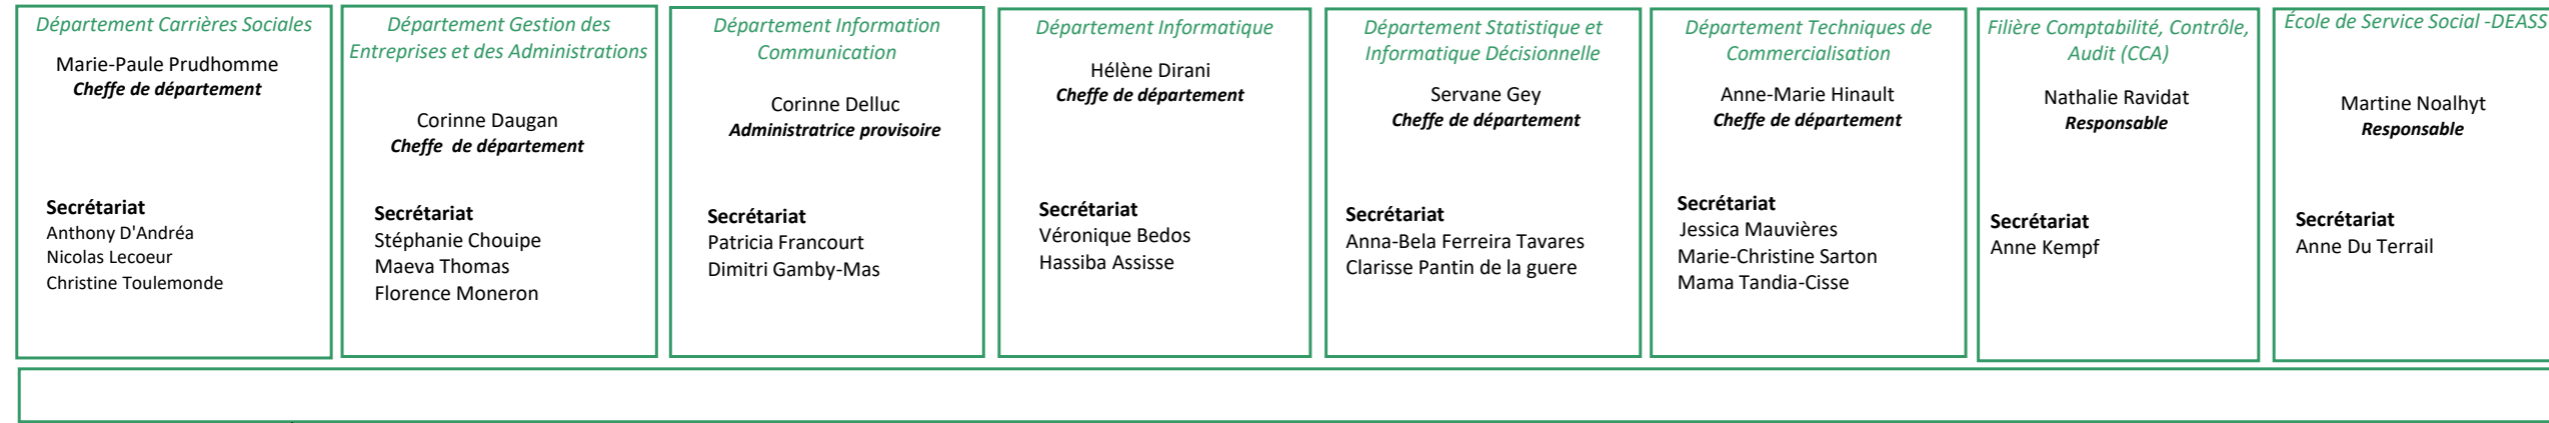 Département Carrières Sociales
Marie-Paule Prudhomme
Cheffe de département
Secrétariat
Anthony D'Andréa
Nicolas Lecoeur
Christine Toulemonde
Département Gestion des
Entreprises et des Administrations
Corinne Daugan
Cheffe de département
Secrétariat
Stéphanie Chouipe
Maeva Thomas
Florence Moneron
Département Information
Communication
Corinne Delluc
Administratrice provisoire
Secrétariat
Patricia Francourt
Dimitri Gamby-Mas
Département Informatique
Hélène Dirani
Cheffe de département
Secrétariat
Véronique Bedos
Hassiba Assisse
Département Statistique et
Informatique Décisionnelle
Servane Gey
Cheffe de département
Secrétariat
Anna-Bela Ferreira Tavares
Clarisse Pantin de la guere
Département Techniques de
Commercialisation
Anne-Marie Hinault
Cheffe de département
Secrétariat
Jessica Mauvières
Marie-Christine Sarton
Mama Tandia-Cisse
Filière Comptabilité, Contrôle,
Audit (CCA)
Nathalie Ravidat
Responsable
Secrétariat
Anne Kempf
École de Service Social -DEASS
Martine Noalhyt
Responsable
Secrétariat
Anne Du Terrail